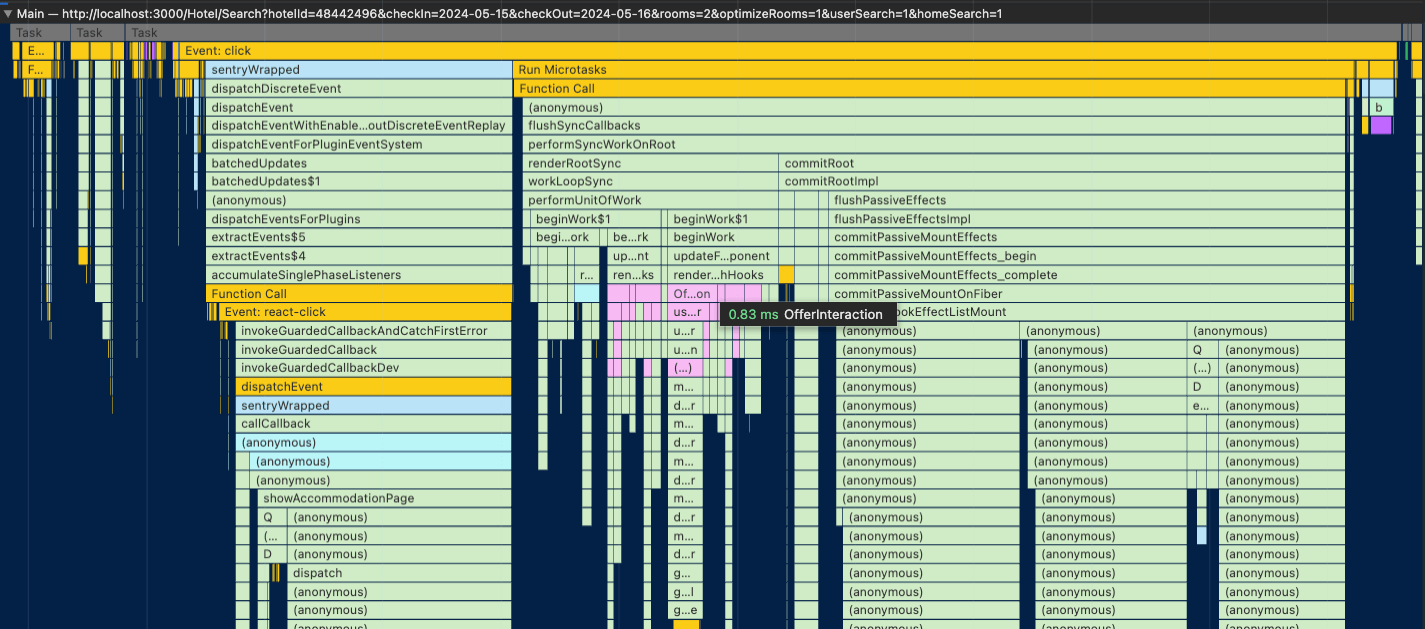 Main — http://localhost:3000/Hotel/Search?hotelId=48442496&checkIn=2024-05-15&checkOut=2024-05-16&rooms=2&optimizeRooms=1&userSearch=1&homeSearch=1
Task Task Task
E... Event: click
F... sentryWrapped Run Microtasks
dispatchDiscreteEvent Function Call
dispatchEvent (anonymous) b
dispatchEventWithEnable...outDiscreteEventReplay flushSyncCallbacks
dispatchEventForPluginEventSystem performSyncWorkOnRoot
batchedUpdates renderRootSync commitRoot
batchedUpdates$1 workLoopSync commitRootImpl
(anonymous) performUnitOfWork flushPassiveEffects
dispatchEventsForPlugins beginWork$1 beginWork$1 flushPassiveEffectsImpl
extractEvents$5 begi...ork be...rk beginWork commitPassiveMountEffects
extractEvents$4 up...nt updateF...ponent commitPassiveMountEffects_begin
accumulateSinglePhaseListeners r... ren...ks render...hHooks commitPassiveMountEffects_complete
Function Call Of...on commitPassiveMountOnFiber
Event: react-click us...r 0.83 ms OfferInteraction ookEffectListMount
invokeGuardedCallbackAndCatchFirstError u...r (anonymous) (anonymous) (anonymous)
invokeGuardedCallback u...n (anonymous) (anonymous) Q (anonymous)
invokeGuardedCallbackDev (...) (anonymous) (anonymous) (...) (anonymous)
dispatchEvent m... (anonymous) (anonymous) D (anonymous)
sentryWrapped d...r (anonymous) (anonymous) e... (anonymous)
callCallback m... (anonymous) (anonymous) (anonymous)
(anonymous) d...r (anonymous) (anonymous) (anonymous)
(anonymous) m... (anonymous) (anonymous) (anonymous)
(anonymous) d...r (anonymous) (anonymous) (anonymous)
showAccommodationPage m... (anonymous) (anonymous) (anonymous)
Q (anonymous) d...r (anonymous) (anonymous) (anonymous)
(... (anonymous) m... (anonymous) (anonymous) (anonymous)
D (anonymous) d...r (anonymous) (anonymous) (anonymous)
dispatch g... (anonymous) (anonymous) (anonymous)
(anonymous) g...l (anonymous) (anonymous) (anonymous)
(anonymous) g...e (anonymous) (anonymous) (anonymous)
(anonymous) (anonymous) (anonymous) (anonymous)